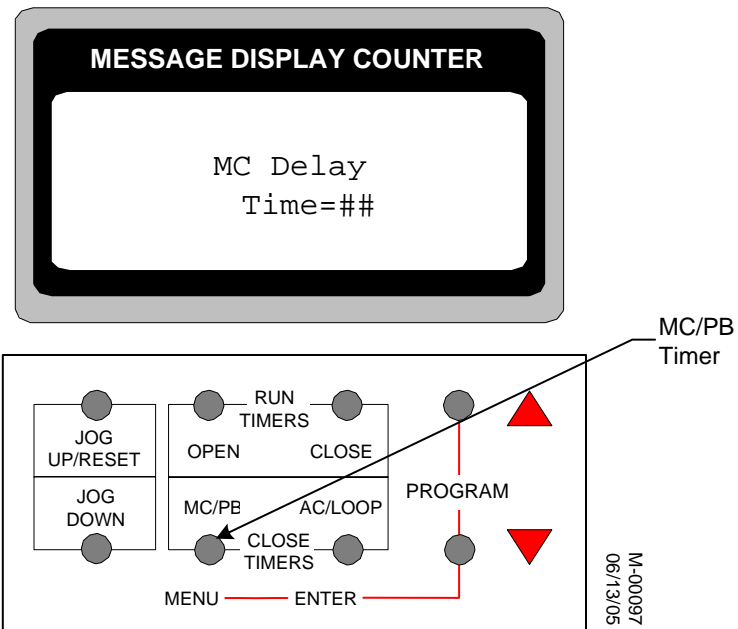 MESSAGE DISPLAY COUNTER
MC Delay
Time=##
MC/PB
Timer
RUN
TIMERS
JOG
UP/RESET
OPEN
CLOSE
JOG
DOWN
MC/PB
AC/LOOP
PROGRAM
CLOSE
TIMERS
MENU
ENTER
M-00097
06/13/05